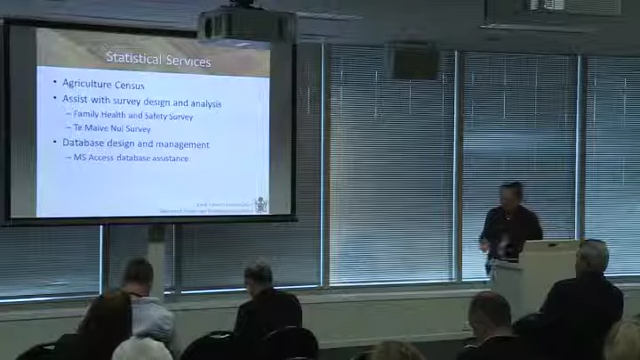 Statistical Services
• Agriculture Census
• Assist with survey design and analysis
– Family Health and Safety Survey
– Te Maive Nui Survey
• Database design and management
– MS Access database assistance